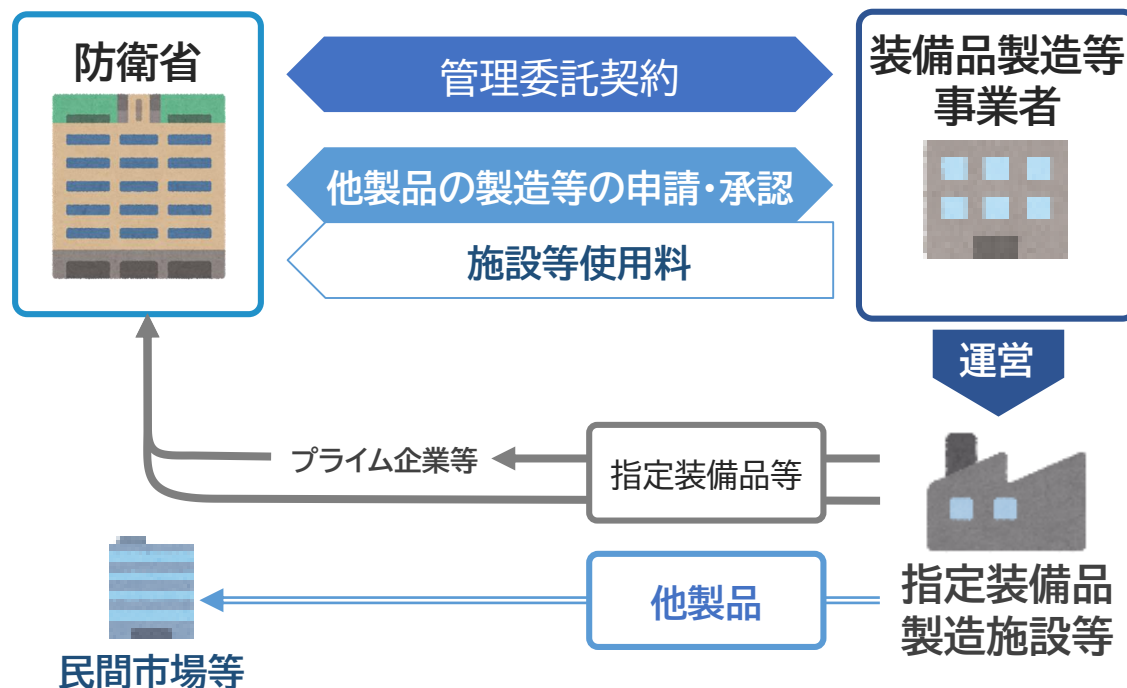 防衛省
管理委託契約
装備品製造等
事業者
他製品の製造等の申請・承認
施設等使用料
運営
プライム企業等
指定装備品等
他製品
指定装備品
製造施設等
民間市場等